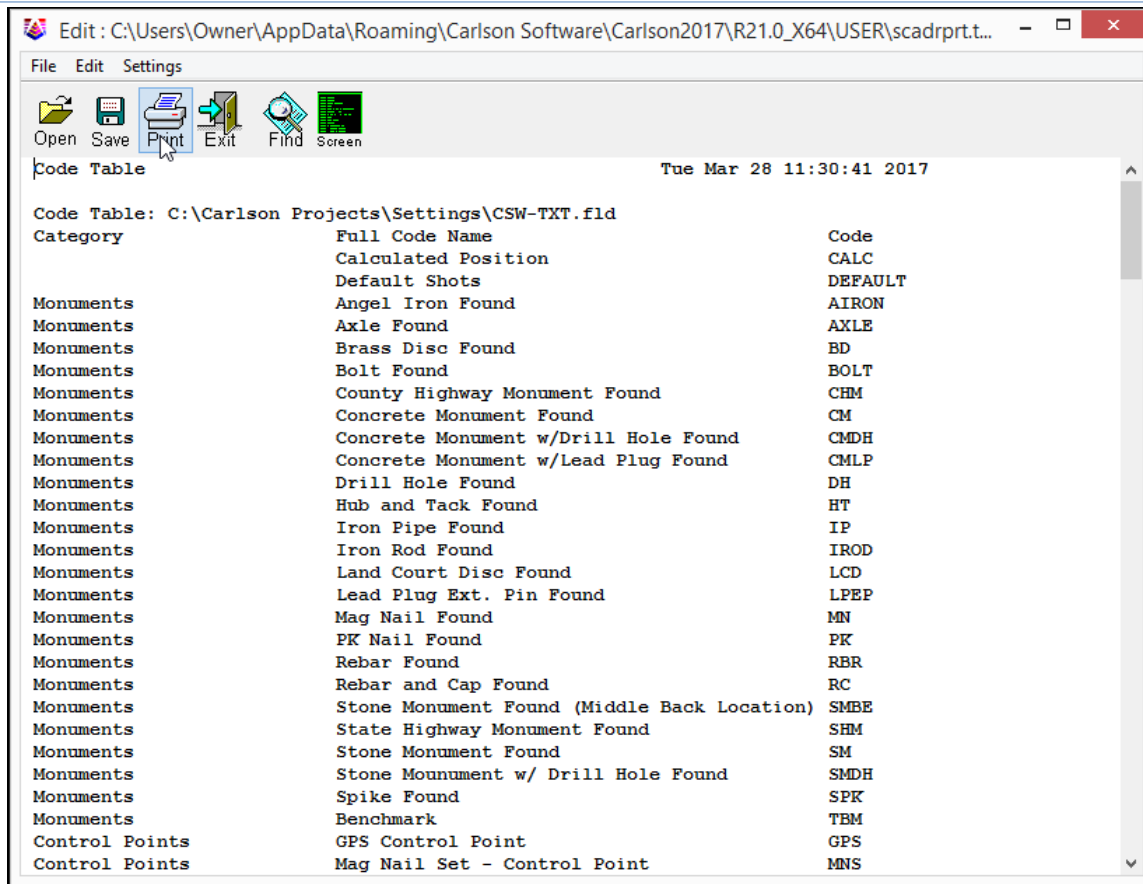 Edit : C:\Users\Owner\AppData\Roaming\Carlson Software\Carlson2017\R21.0_X64\USER\scadrprt.t...
File Edit Settings
Open Save Print Exit Find Screen
Code Table Tue Mar 28 11:30:41 2017
Code Table: C:\Carlson Projects\Settings\CSW-TXT.fld
Category Full Code Name Code
Calculated Position CALC
Default Shots DEFAULT
Monuments Angel Iron Found AIRON
Monuments Axle Found AXLE
Monuments Brass Disc Found BD
Monuments Bolt Found BOLT
Monuments County Highway Monument Found CHM
Monuments Concrete Monument Found CM
Monuments Concrete Monument w/Drill Hole Found CMDH
Monuments Concrete Monument w/Lead Plug Found CMLP
Monuments Drill Hole Found DH
Monuments Hub and Tack Found HT
Monuments Iron Pipe Found IP
Monuments Iron Rod Found IROD
Monuments Land Court Disc Found LCD
Monuments Lead Plug Ext. Pin Found LPEP
Monuments Mag Nail Found MN
Monuments PK Nail Found PK
Monuments Rebar Found RBR
Monuments Rebar and Cap Found RC
Monuments Stone Monument Found (Middle Back Location) SMBE
Monuments State Highway Monument Found SHM
Monuments Stone Monument Found SM
Monuments Stone Mounument w/ Drill Hole Found SMDH
Monuments Spike Found SPK
Monuments Benchmark TBM
Control Points GPS Control Point GPS
Control Points Mag Nail Set - Control Point MNS